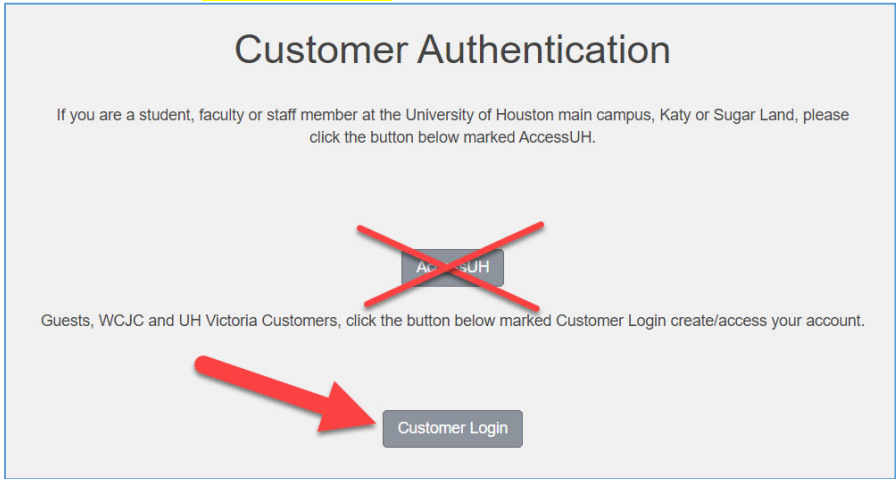 Customer Authentication
If you are a student, faculty or staff member at the University of Houston main campus, Katy or Sugar Land, please
click the button below marked AccessUH.
AccessUH
Guests, WCJC and UH Victoria Customers, click the button below marked Customer Login create/access your account.
Customer Login